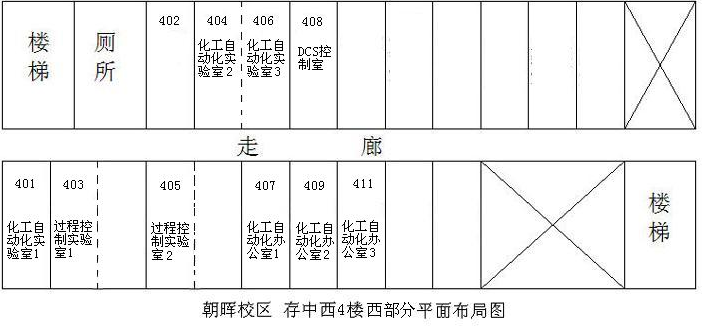 楼梯
厕所
402
404
化工自动化实验室2
406
化工自动化实验室3
408
DCS控制室
走廊
401
化工自动化实验室1
403
过程控制实验室1
405
过程控制实验室2
407
化工自动化办公室1
409
化工自动化办公室2
411
化工自动化办公室3
楼梯
朝晖校区 存中西4楼西部分平面布局图